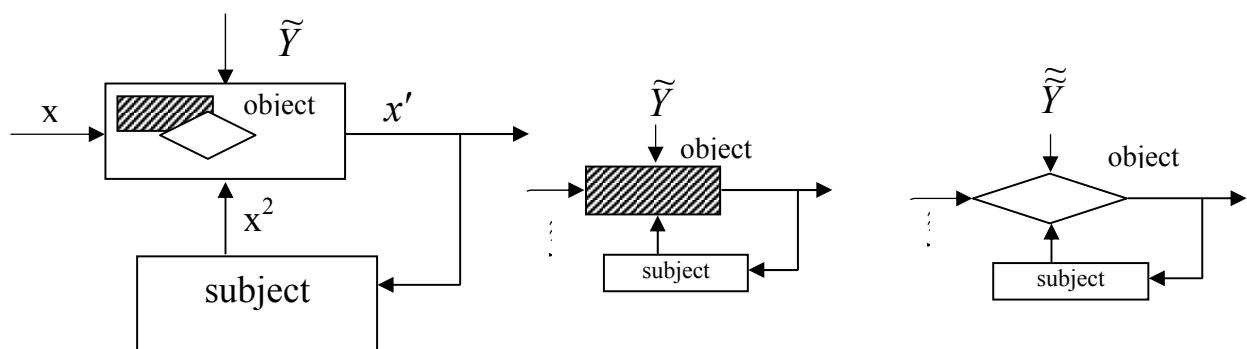 Ỹ
object
x
x′
x²
subject
Ỹ
object
subject
Ỹ̃
object
subject